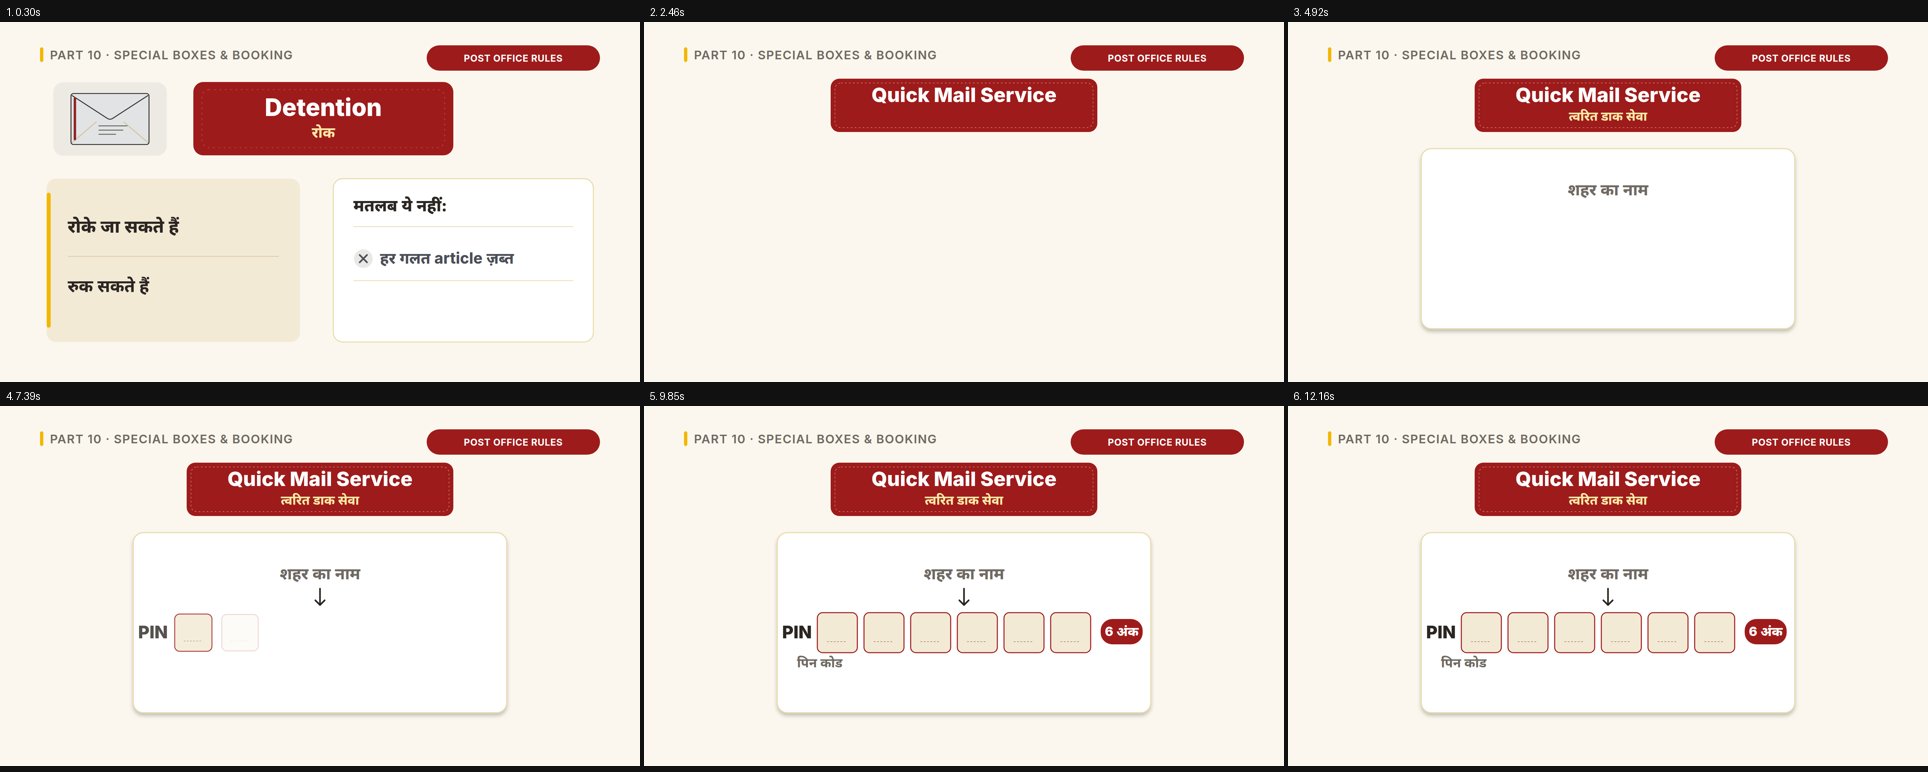 1. 0.30s
PART 10 · SPECIAL BOXES & BOOKING
POST OFFICE RULES
Detention
रोक
रोके जा सकते हैं
रुक सकते हैं
मतलब ये नहीं:
हर गलत article ज़ब्त
2. 2.46s
PART 10 · SPECIAL BOXES & BOOKING
POST OFFICE RULES
Quick Mail Service
3. 4.92s
PART 10 · SPECIAL BOXES & BOOKING
POST OFFICE RULES
Quick Mail Service
त्वरित डाक सेवा
शहर का नाम
4. 7.39s
PART 10 · SPECIAL BOXES & BOOKING
POST OFFICE RULES
Quick Mail Service
त्वरित डाक सेवा
शहर का नाम
PIN
5. 9.85s
PART 10 · SPECIAL BOXES & BOOKING
POST OFFICE RULES
Quick Mail Service
त्वरित डाक सेवा
शहर का नाम
PIN
6 अंक
पिन कोड
6. 12.16s
PART 10 · SPECIAL BOXES & BOOKING
POST OFFICE RULES
Quick Mail Service
त्वरित डाक सेवा
शहर का नाम
PIN
6 अंक
पिन कोड